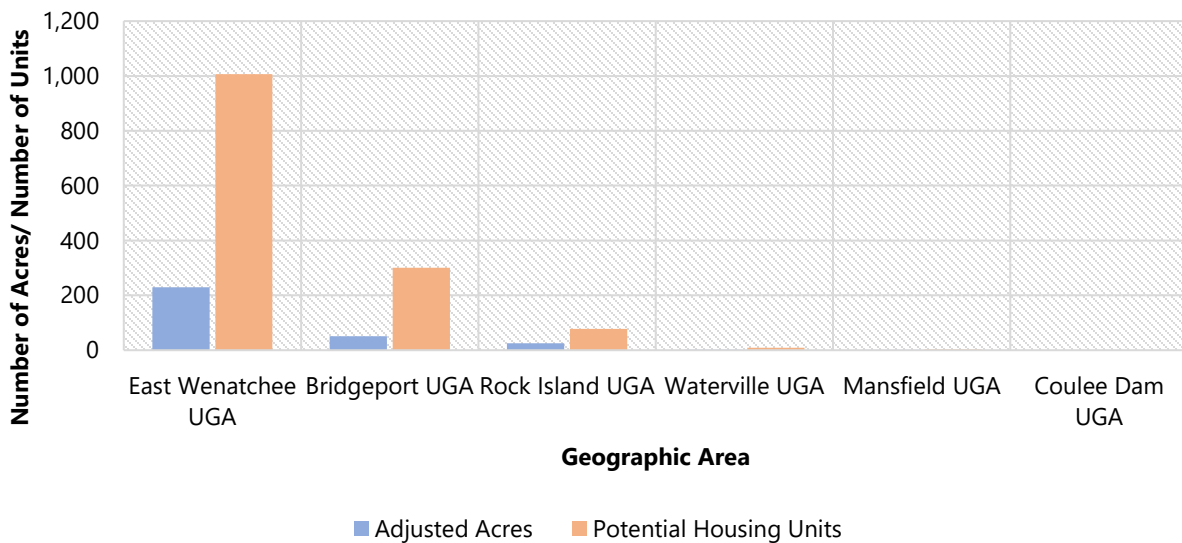 Number of Acres/ Number of Units
1,200
1,000
800
600
400
200
0
East Wenatchee UGA
Bridgeport UGA
Rock Island UGA
Waterville UGA
Mansfield UGA
Coulee Dam UGA
Geographic Area
Adjusted Acres
Potential Housing Units